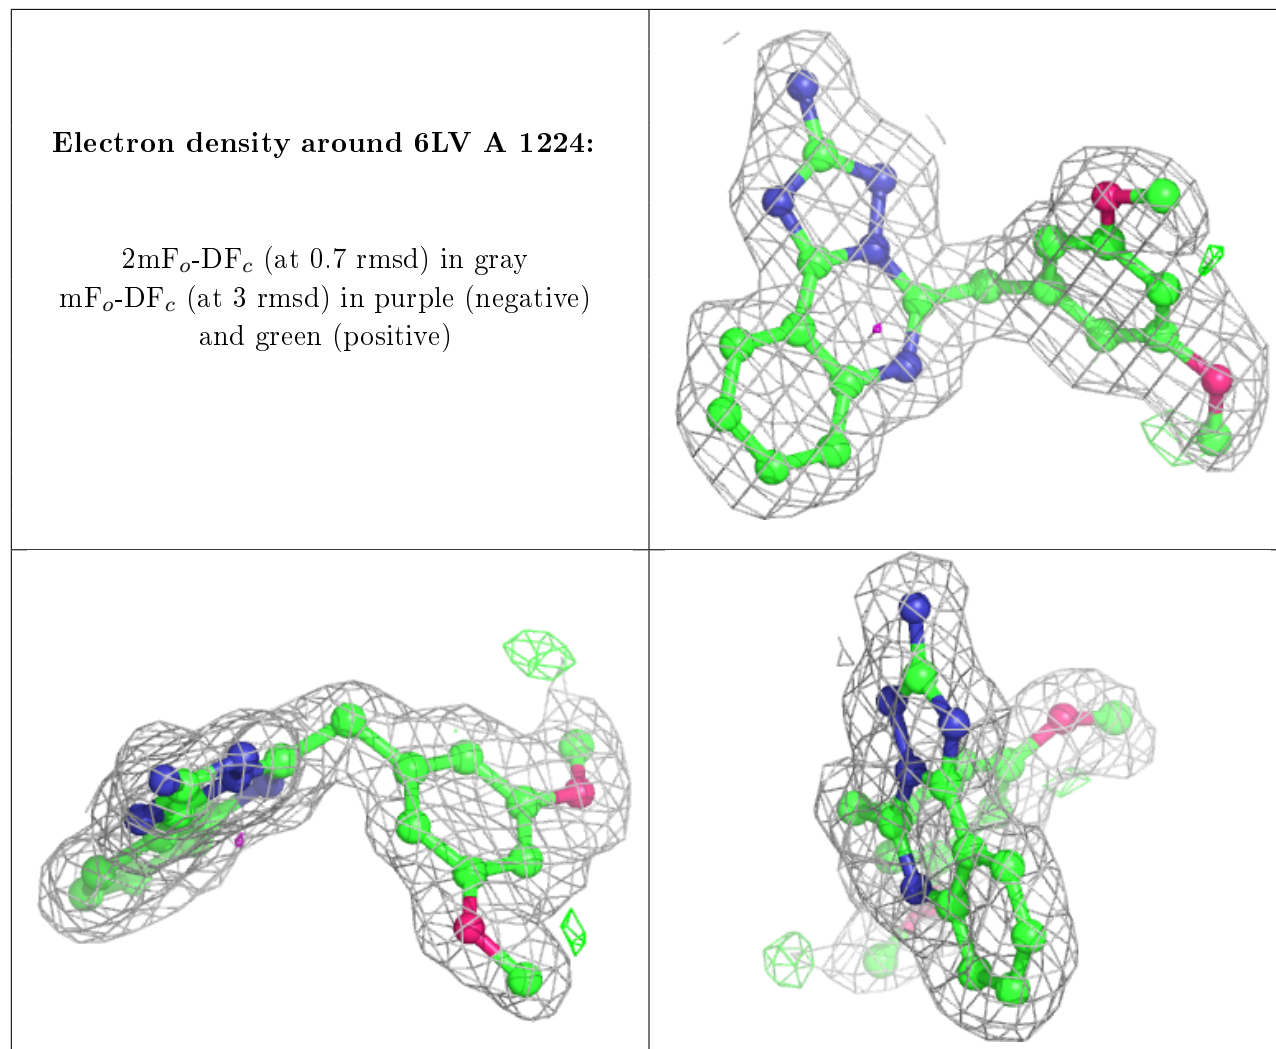 Electron density around 6LV A 1224:
2mFₒ-DF𝒸 (at 0.7 rmsd) in gray
mFₒ-DF𝒸 (at 3 rmsd) in purple (negative)
and green (positive)